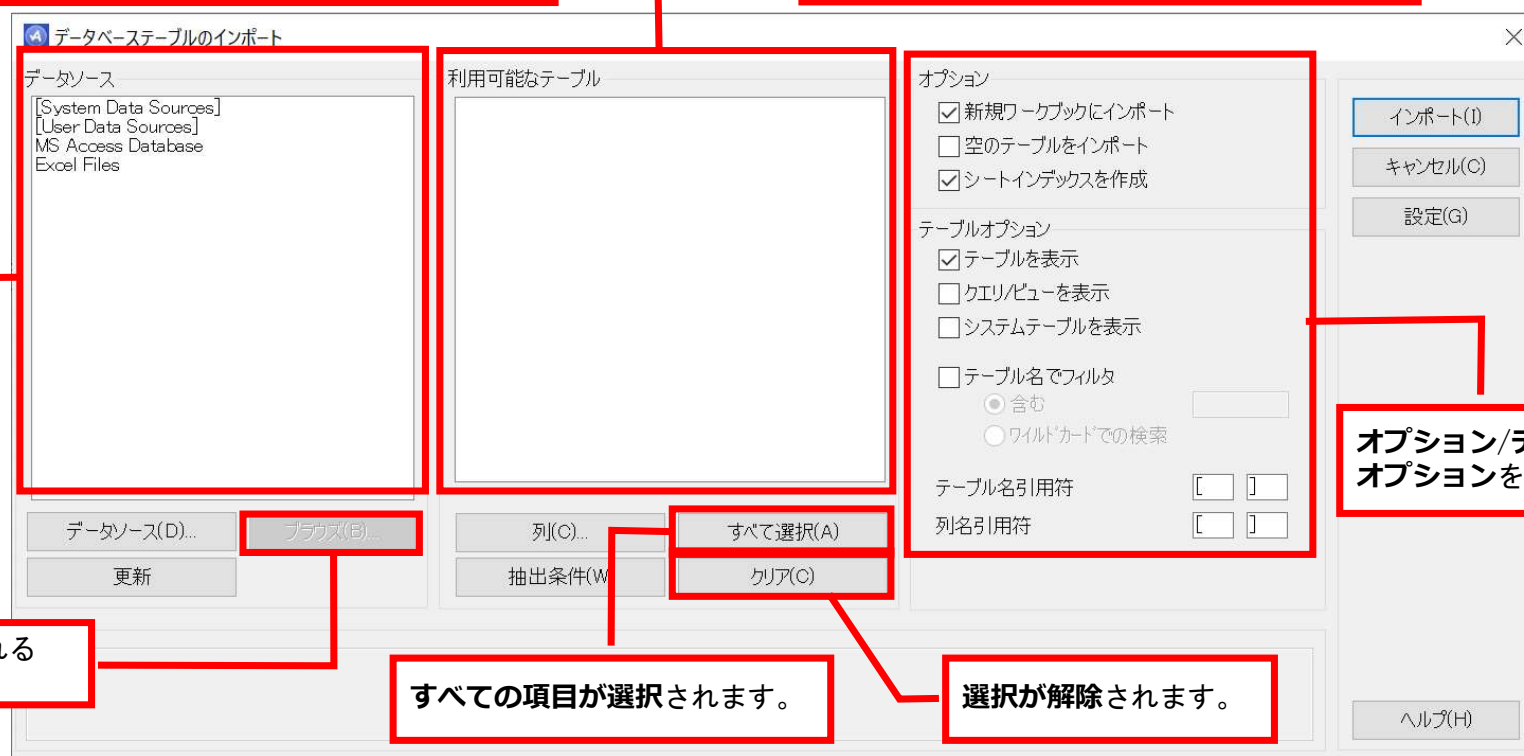 データベーステーブルのインポート
データソース
[System Data Sources]
[User Data Sources]
MS Access Database
Excel Files
データソース(D)...
ブラウズ(B)...
更新
れる
利用可能なテーブル
列(C)...
すべて選択(A)
抽出条件(W
クリア(C)
すべての項目が選択されます。
選択が解除されます。
オプション
新規ワークブックにインポート
空のテーブルをインポート
シートインデックスを作成
テーブルオプション
テーブルを表示
クエリ/ビューを表示
システムテーブルを表示
テーブル名でフィルタ
含む
ワイルドカードでの検索
テーブル名引用符 [ ]
列名引用符 [ ]
インポート(I)
キャンセル(C)
設定(G)
オプション/テ
オプションを
ヘルプ(H)